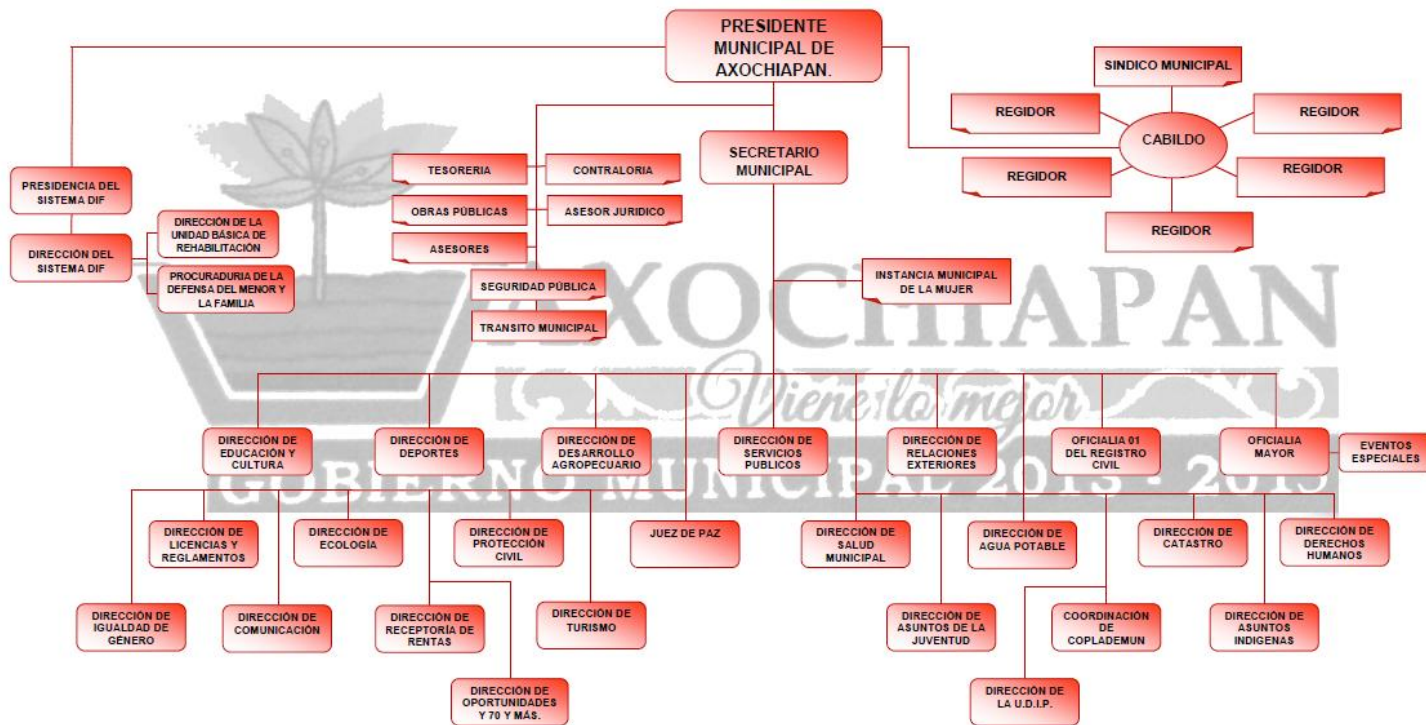 PRESIDENTE
MUNICIPAL DE
AXOCHIAPAN.
SINDICO MUNICIPAL
REGIDOR
REGIDOR
CABILDO
REGIDOR
REGIDOR
REGIDOR
SECRETARIO
MUNICIPAL
TESORERIA
CONTRALORIA
OBRAS PÚBLICAS
ASESOR JURIDICO
ASESORES
SEGURIDAD PÚBLICA
TRANSITO MUNICIPAL
PRESIDENCIA DEL
SISTEMA DIF
DIRECCIÓN DEL
SISTEMA DIF
DIRECCIÓN DE LA
UNIDAD BÁSICA DE
REHABILITACIÓN
PROCURADURIA DE LA
DEFENSA DEL MENOR Y
LA FAMILIA
INSTANCIA MUNICIPAL
DE LA MUJER
AXOCHIAPAN
Viene lo mejor
GOBIERNO MUNICIPAL 2013 - 2015
DIRECCIÓN DE
EDUCACIÓN Y
CULTURA
DIRECCIÓN DE
DEPORTES
DIRECCIÓN DE
DESARROLLO
AGROPECUARIO
DIRECCIÓN DE
SERVICIOS
PUBLICOS
DIRECCIÓN DE
RELACIONES
EXTERIORES
OFICIALIA 01
DEL REGISTRO
CIVIL
OFICIALIA
MAYOR
EVENTOS
ESPECIALES
DIRECCIÓN DE
LICENCIAS Y
REGLAMENTOS
DIRECCIÓN DE
ECOLOGÍA
DIRECCIÓN DE
PROTECCIÓN
CIVIL
JUEZ DE PAZ
DIRECCIÓN DE
SALUD
MUNICIPAL
DIRECCIÓN DE
AGUA POTABLE
DIRECCIÓN DE
CATASTRO
DIRECCIÓN DE
DERECHOS
HUMANOS
DIRECCIÓN DE
IGUALDAD DE
GÉNERO
DIRECCIÓN DE
COMUNICACIÓN
DIRECCIÓN DE
RECEPTORÍA DE
RENTAS
DIRECCIÓN DE
TURISMO
DIRECCIÓN DE
ASUNTOS DE LA
JUVENTUD
COORDINACIÓN
DE
COPLADEMUN
DIRECCIÓN DE
ASUNTOS
INDIGENAS
DIRECCIÓN DE
OPORTUNIDADES
Y 70 Y MÁS.
DIRECCIÓN DE
LA U.D.I.P.